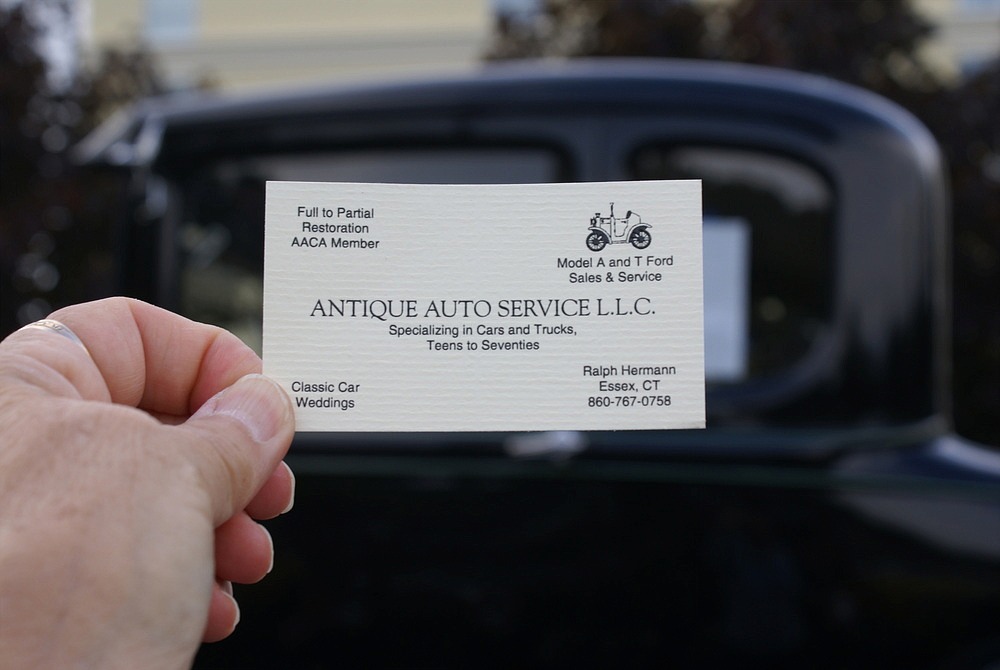 Full to Partial
Restoration
AACA Member
Model A and T Ford
Sales & Service
ANTIQUE AUTO SERVICE L.L.C.
Specializing in Cars and Trucks,
Teens to Seventies
Classic Car
Weddings
Ralph Hermann
Essex, CT
860-767-0758